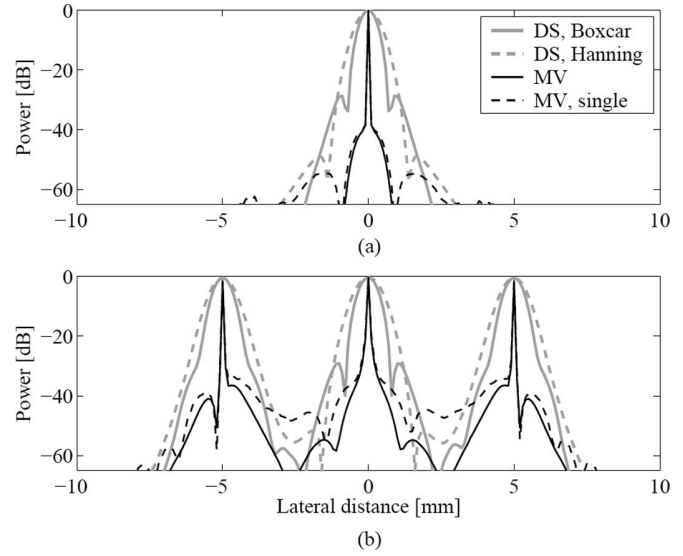 0
−20
−40
−60
Power [dB]
DS, Boxcar
DS, Hanning
MV
MV, single
−10
−5
0
5
10
(a)
0
−20
−40
−60
Power [dB]
−10
−5
0
5
10
Lateral distance [mm]
(b)